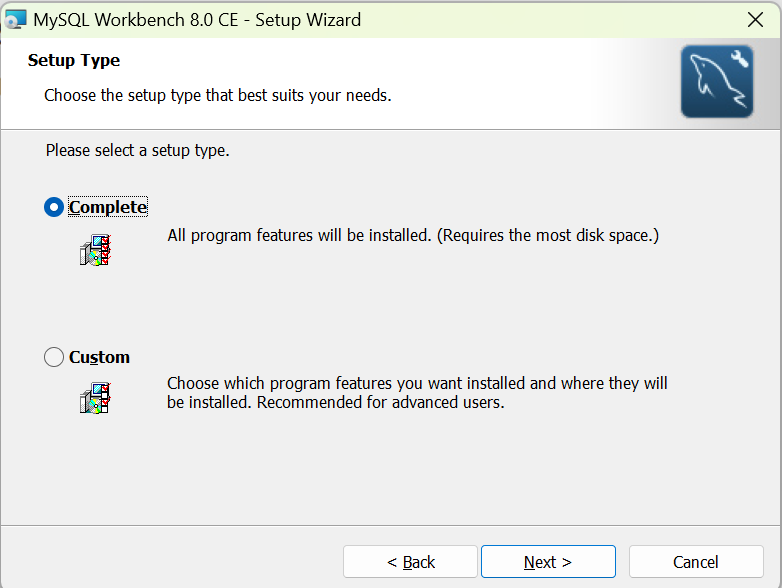 MySQL Workbench 8.0 CE - Setup Wizard
Setup Type
Choose the setup type that best suits your needs.
Please select a setup type.
Complete
All program features will be installed. (Requires the most disk space.)
Custom
Choose which program features you want installed and where they will
be installed. Recommended for advanced users.
< Back
Next >
Cancel